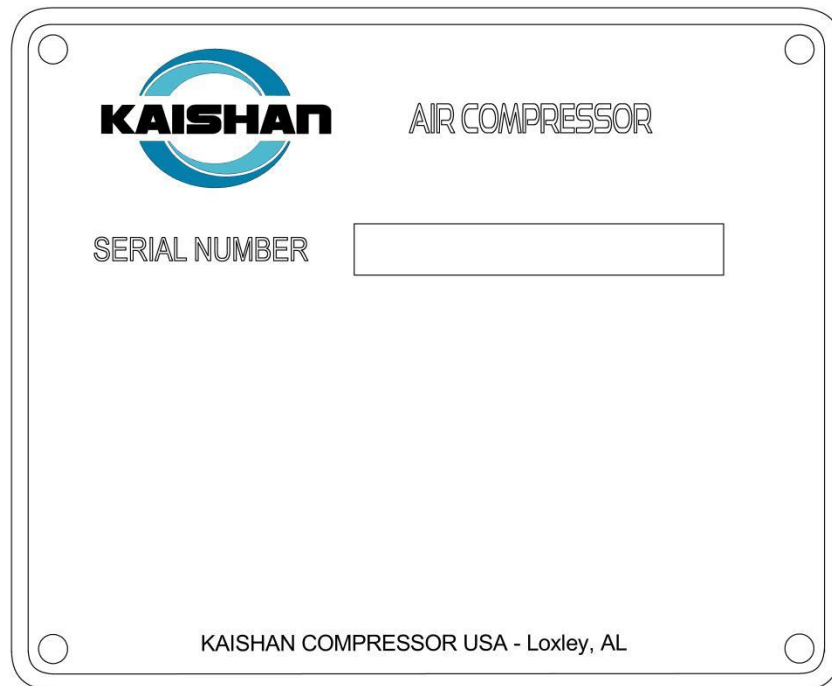 KAISHAN
AIR COMPRESSOR
SERIAL NUMBER
KAISHAN COMPRESSOR USA - Loxley, AL